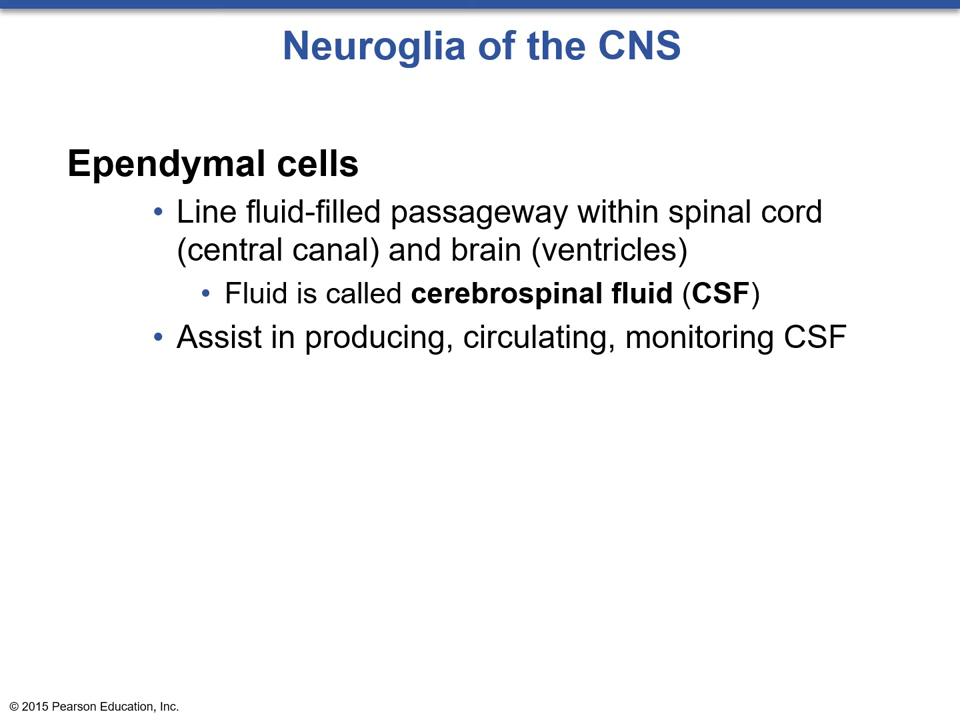 Neuroglia of the CNS
Ependymal cells
• Line fluid-filled passageway within spinal cord
(central canal) and brain (ventricles)
• Fluid is called cerebrospinal fluid (CSF)
• Assist in producing, circulating, monitoring CSF
© 2015 Pearson Education, Inc.